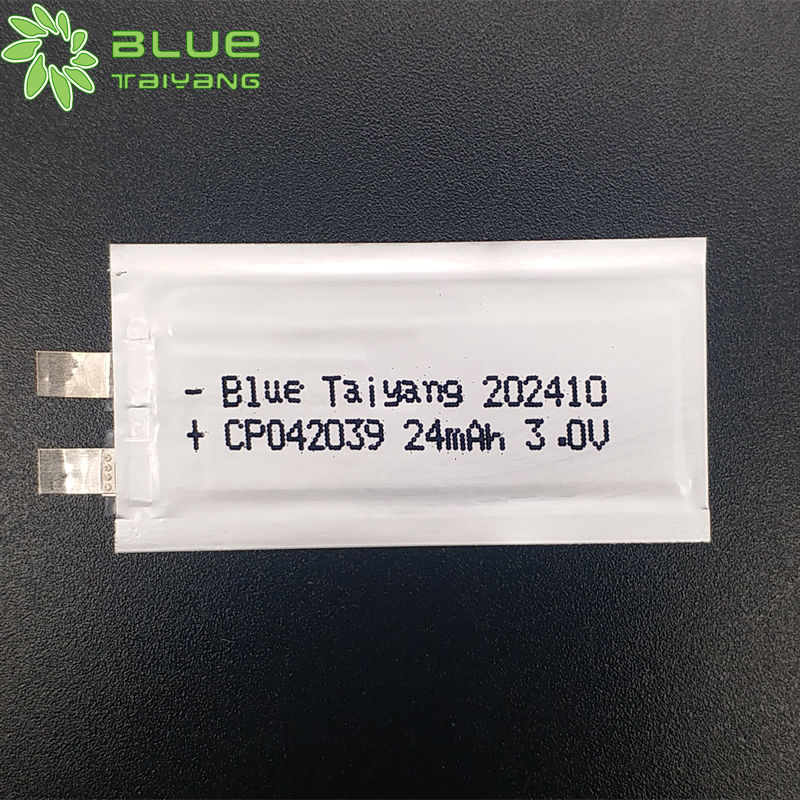 BLUE
TAIYANG
- Blue Taiyang 202410
+ CP042039 24mAh 3.0V